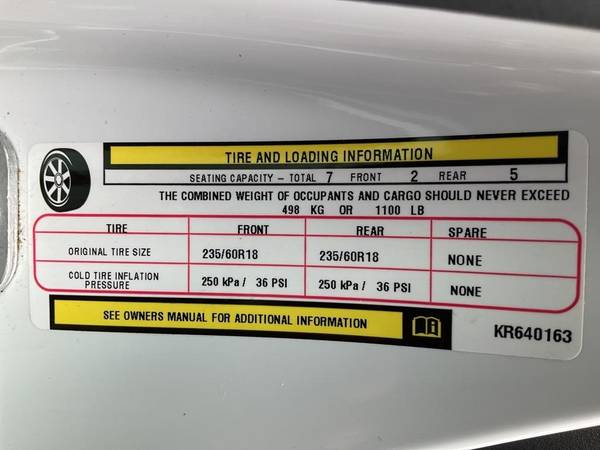 TIRE AND LOADING INFORMATION
SEATING CAPACITY – TOTAL 7 FRONT 2 REAR 5
THE COMBINED WEIGHT OF OCCUPANTS AND CARGO SHOULD NEVER EXCEED
498 KG OR 1100 LB
TIRE FRONT REAR SPARE
ORIGINAL TIRE SIZE 235/60R18 235/60R18 NONE
COLD TIRE INFLATION
PRESSURE 250 kPa / 36 PSI 250 kPa / 36 PSI NONE
SEE OWNERS MANUAL FOR ADDITIONAL INFORMATION
KR640163